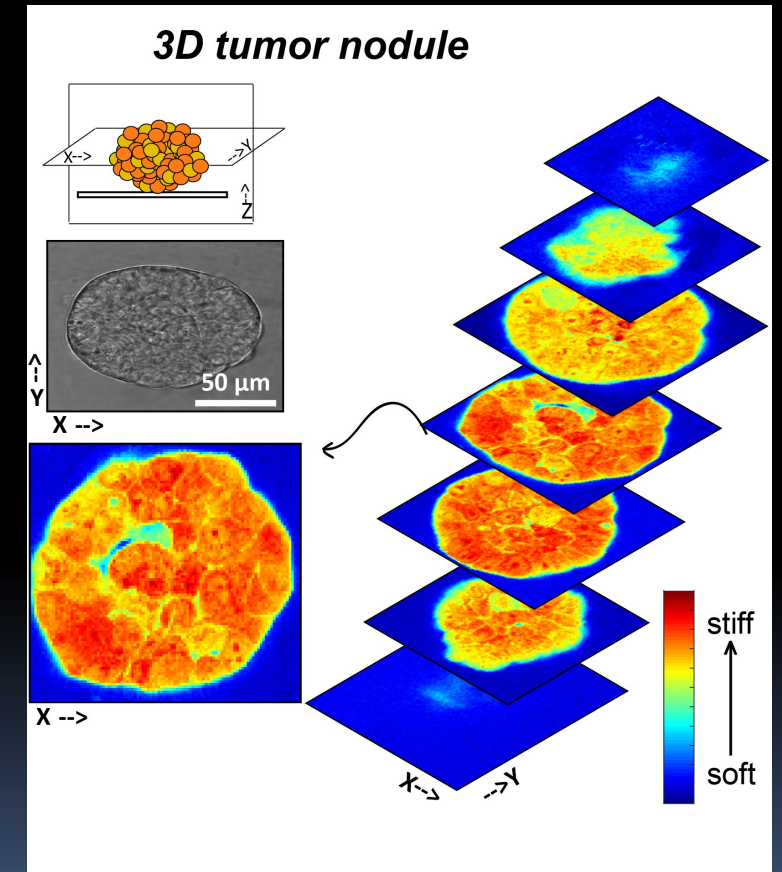 3D tumor nodule
X-->
-->Y
-->
Z
50 μm
-->
Y
X -->
X -->
stiff
soft
X-->
-->Y